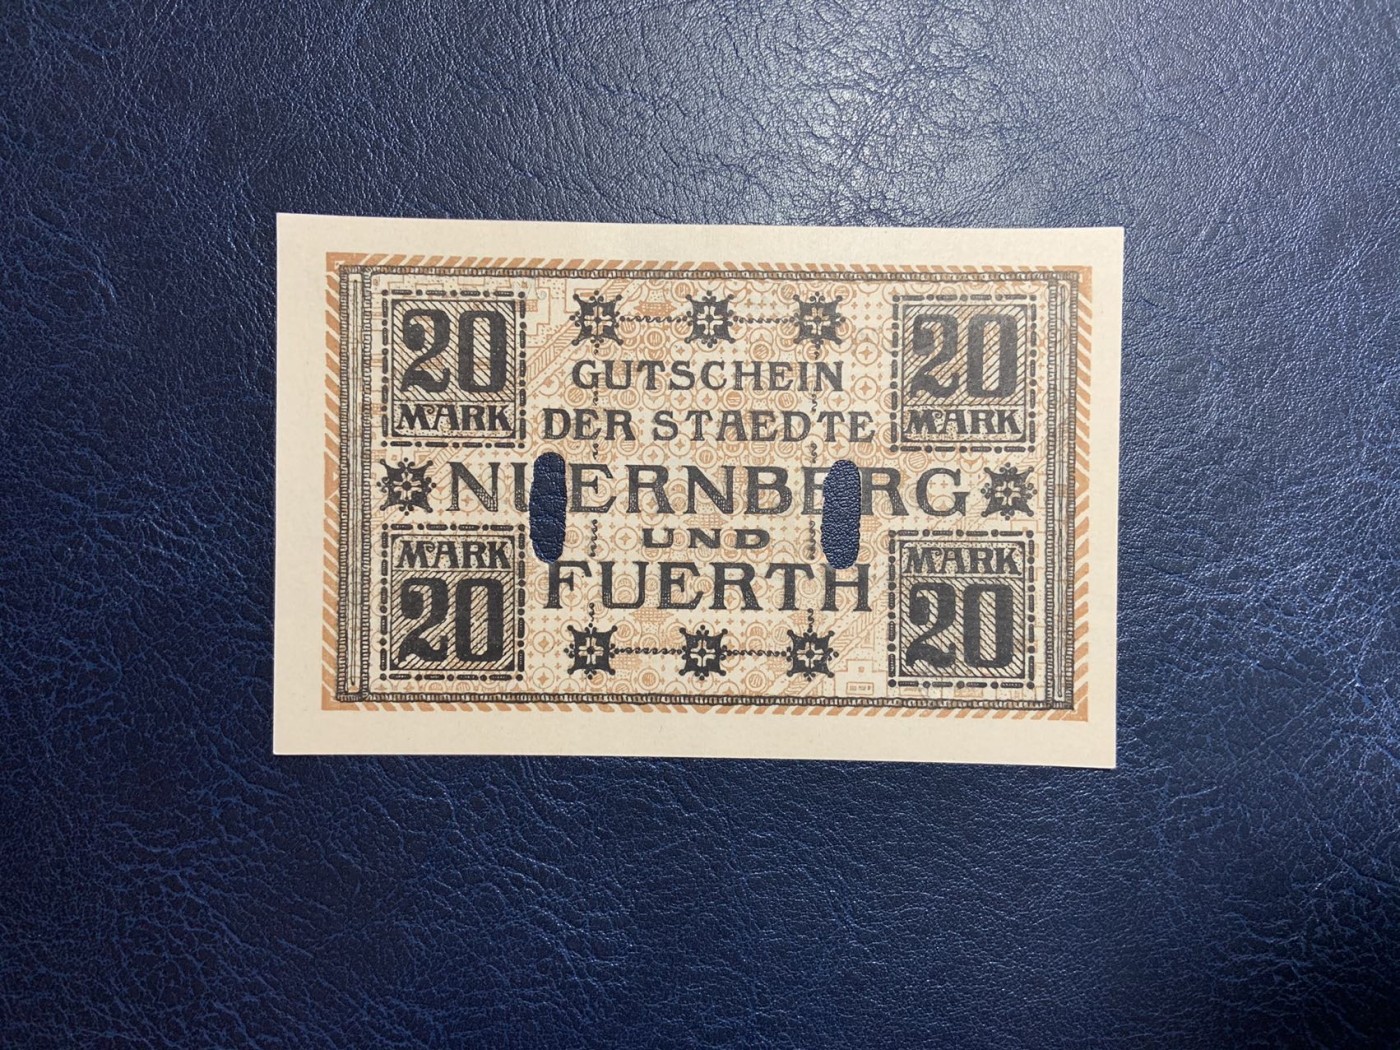 20 MARK
20 MARK
GUTSCHEIN
DER STAEDTE
NUERNBERG
UND
FUERTH
MARK 20
MARK 20